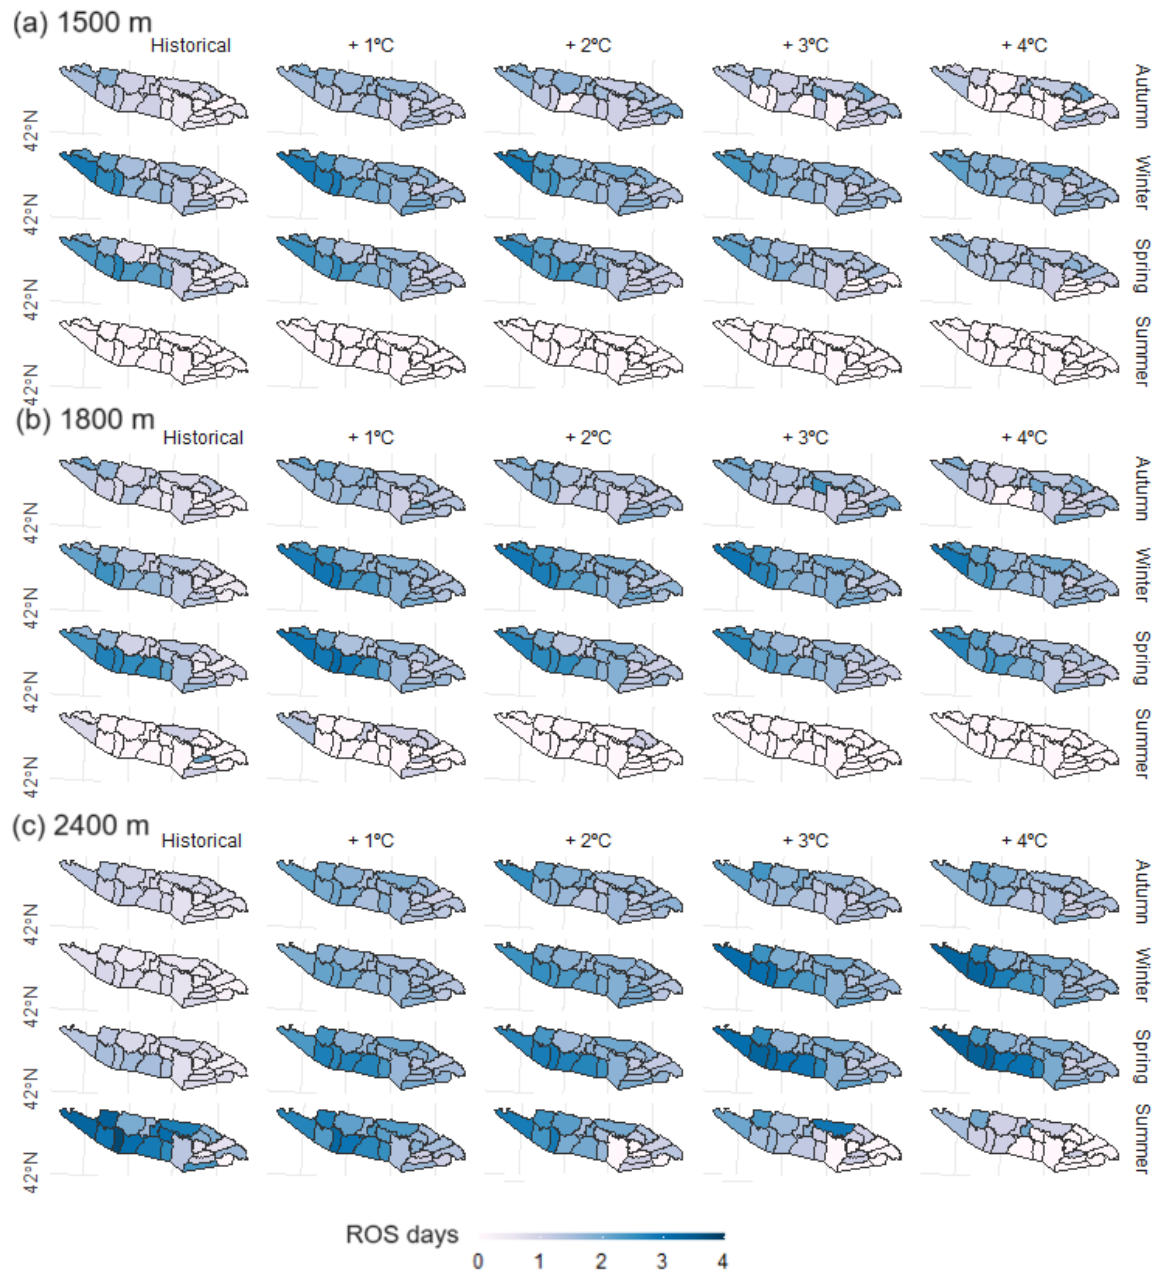 (a) 1500 m
Historical + 1ºC + 2ºC + 3ºC + 4ºC
42°N Autumn
42°N Winter
42°N Spring
42°N Summer
(b) 1800 m
Historical + 1ºC + 2ºC + 3ºC + 4ºC
42°N Autumn
42°N Winter
42°N Spring
42°N Summer
(c) 2400 m
Historical + 1ºC + 2ºC + 3ºC + 4ºC
42°N Autumn
42°N Winter
42°N Spring
42°N Summer
ROS days
0 1 2 3 4